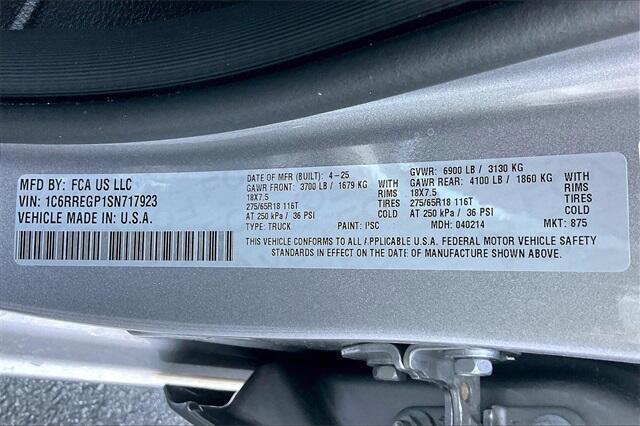 MFD BY: FCA US LLC
VIN: 1C6RREGP1SN717923
VEHICLE MADE IN U.S.A.
DATE OF MFR (BUILT): 4-25 GVWR: 6900 LB / 3130 KG
GAWR FRONT: 3700 LB / 1679 KG WITH GAWR REAR: 4100 LB / 1860 KG WITH
18X7.5 RIMS 18X7.5 RIMS
275/65R18 116T TIRES 275/65R18 116T TIRES
AT 250 kPa / 36 PSI COLD AT 250 kPa / 36 PSI COLD
TYPE: TRUCK PAINT: PSC MDH: 040214 MKT: 875
THIS VEHICLE CONFORMS TO ALL APPLICABLE U.S.A. FEDERAL MOTOR VEHICLE SAFETY
STANDARDS IN EFFECT ON THE DATE OF MANUFACTURE SHOWN ABOVE.